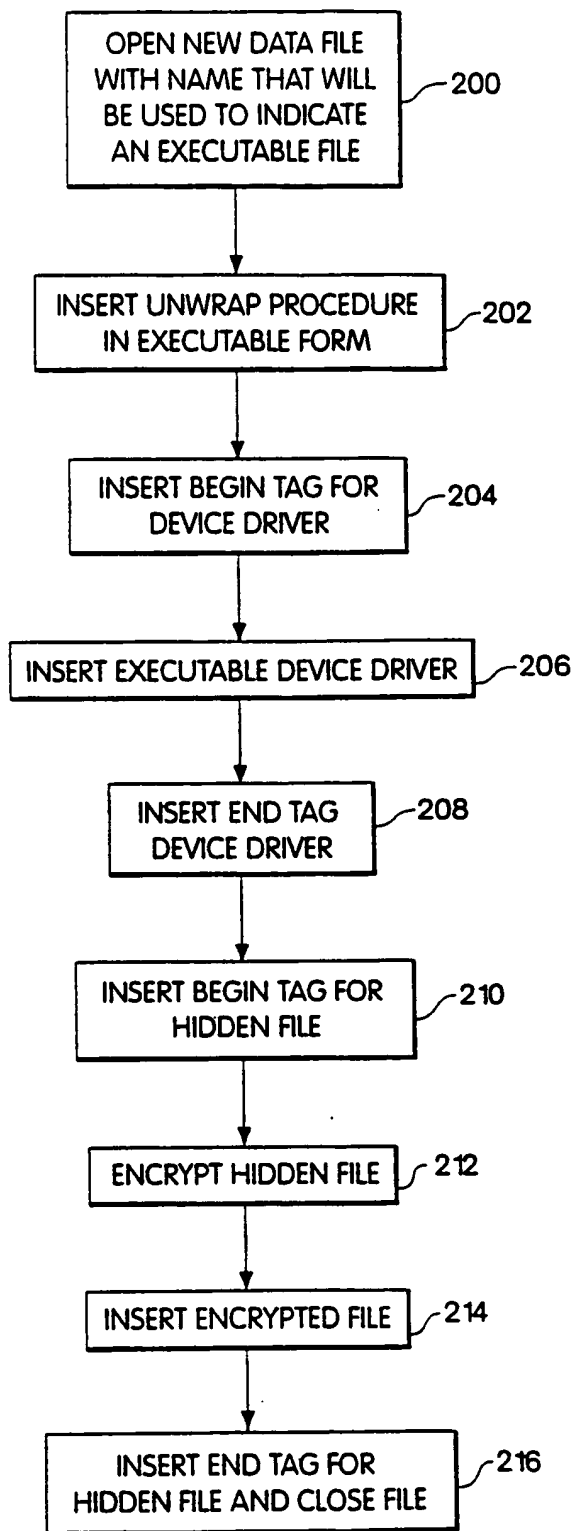 OPEN NEW DATA FILE
WITH NAME THAT WILL
BE USED TO INDICATE
AN EXECUTABLE FILE
200
INSERT UNWRAP PROCEDURE
IN EXECUTABLE FORM
202
INSERT BEGIN TAG FOR
DEVICE DRIVER
204
INSERT EXECUTABLE DEVICE DRIVER
206
INSERT END TAG
DEVICE DRIVER
208
INSERT BEGIN TAG FOR
HIDDEN FILE
210
ENCRYPT HIDDEN FILE
212
INSERT ENCRYPTED FILE
214
INSERT END TAG FOR
HIDDEN FILE AND CLOSE FILE
216